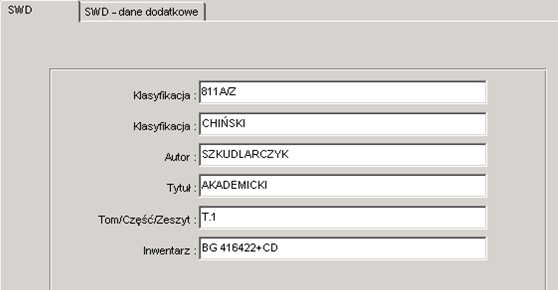 SWD SWD - dane dodatkowe
Klasyfikacja : 811A/Z
Klasyfikacja : CHIŃSKI
Autor : SZKUDLARCZYK
Tytuł : AKADEMICKI
Tom/Część/Zeszyt : T.1
Inwentarz : BG 416422+CD